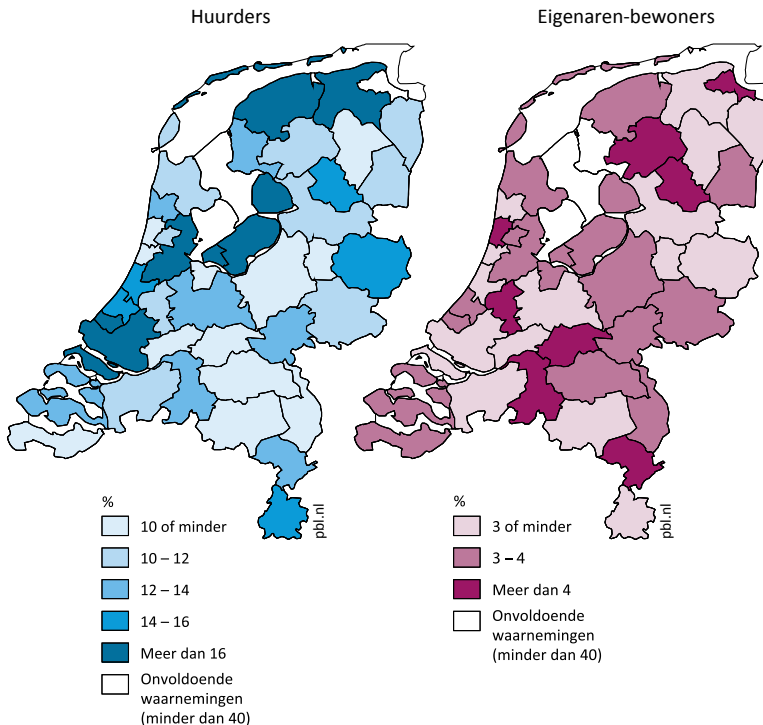 Huurders
%
10 of minder
10 – 12
12 – 14
14 – 16
Meer dan 16
Onvoldoende
waarnemingen
(minder dan 40)
pbl.nl
Eigenaren-bewoners
%
3 of minder
3 – 4
Meer dan 4
Onvoldoende
waarnemingen
(minder dan 40)
pbl.nl